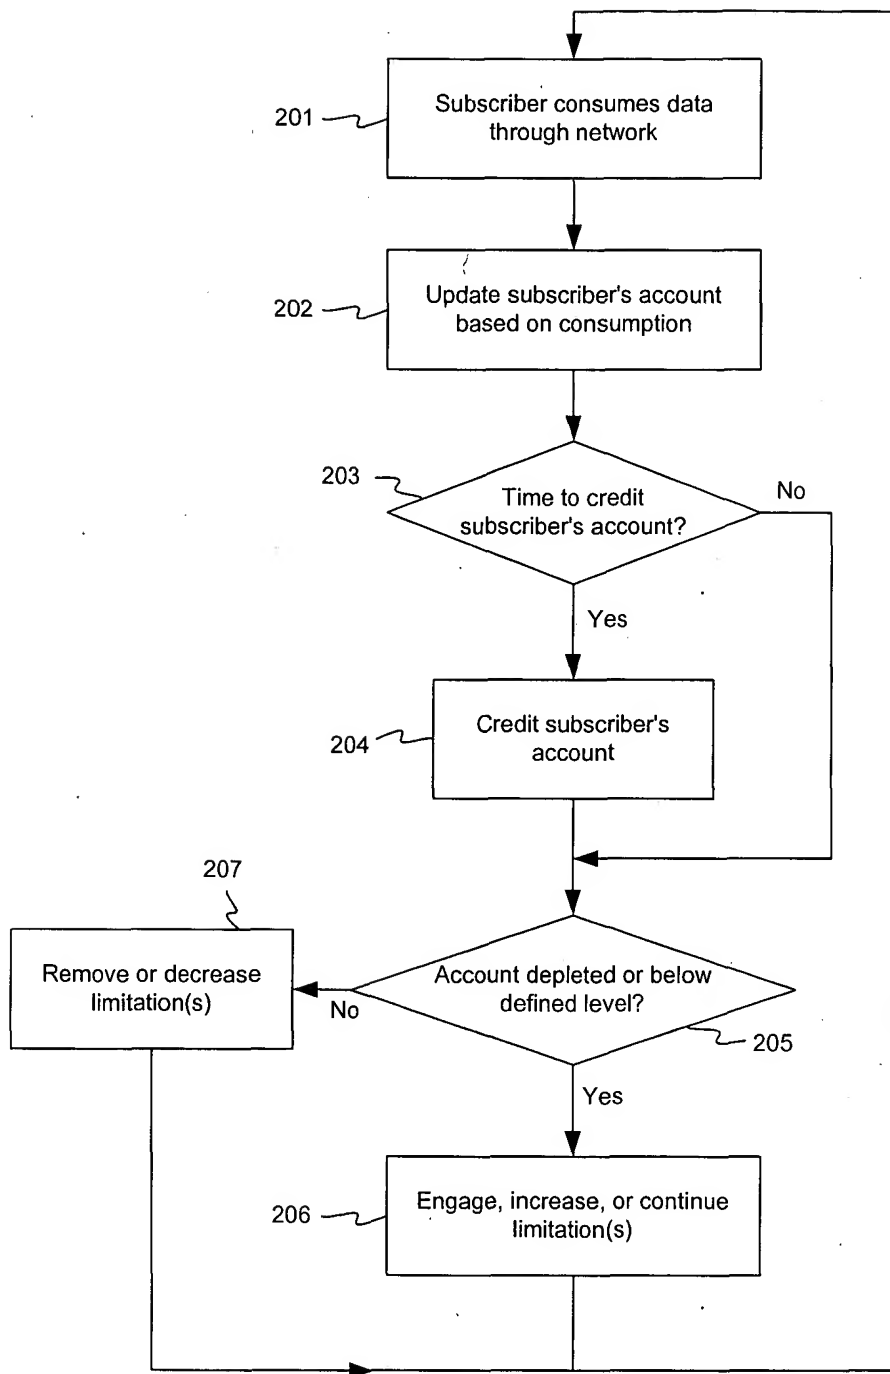 201
Subscriber consumes data
through network
202
Update subscriber's account
based on consumption
203
Time to credit
subscriber's account?
No
Yes
204
Credit subscriber's
account
207
Remove or decrease
limitation(s)
No
Account depleted or below
defined level?
205
Yes
206
Engage, increase, or continue
limitation(s)